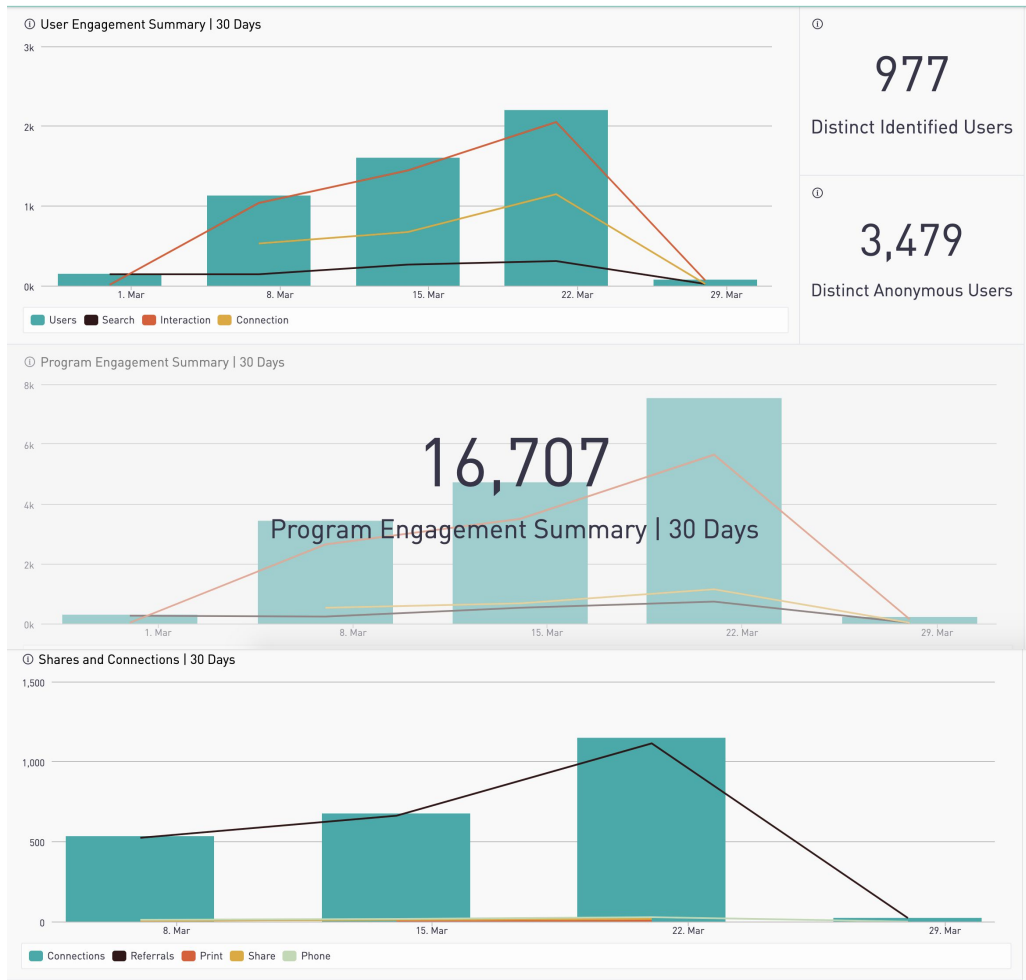 User Engagement Summary | 30 Days
3k
2k
1k
0k
1. Mar
8. Mar
15. Mar
22. Mar
29. Mar
Users Search Interaction Connection
977
Distinct Identified Users
3,479
Distinct Anonymous Users
Program Engagement Summary | 30 Days
8k
6k
4k
2k
0k
16,707
Program Engagement Summary | 30 Days
1. Mar
8. Mar
15. Mar
22. Mar
29. Mar
Shares and Connections | 30 Days
1,500
1,000
500
0
8. Mar
15. Mar
22. Mar
29. Mar
Connections Referrals Print Share Phone